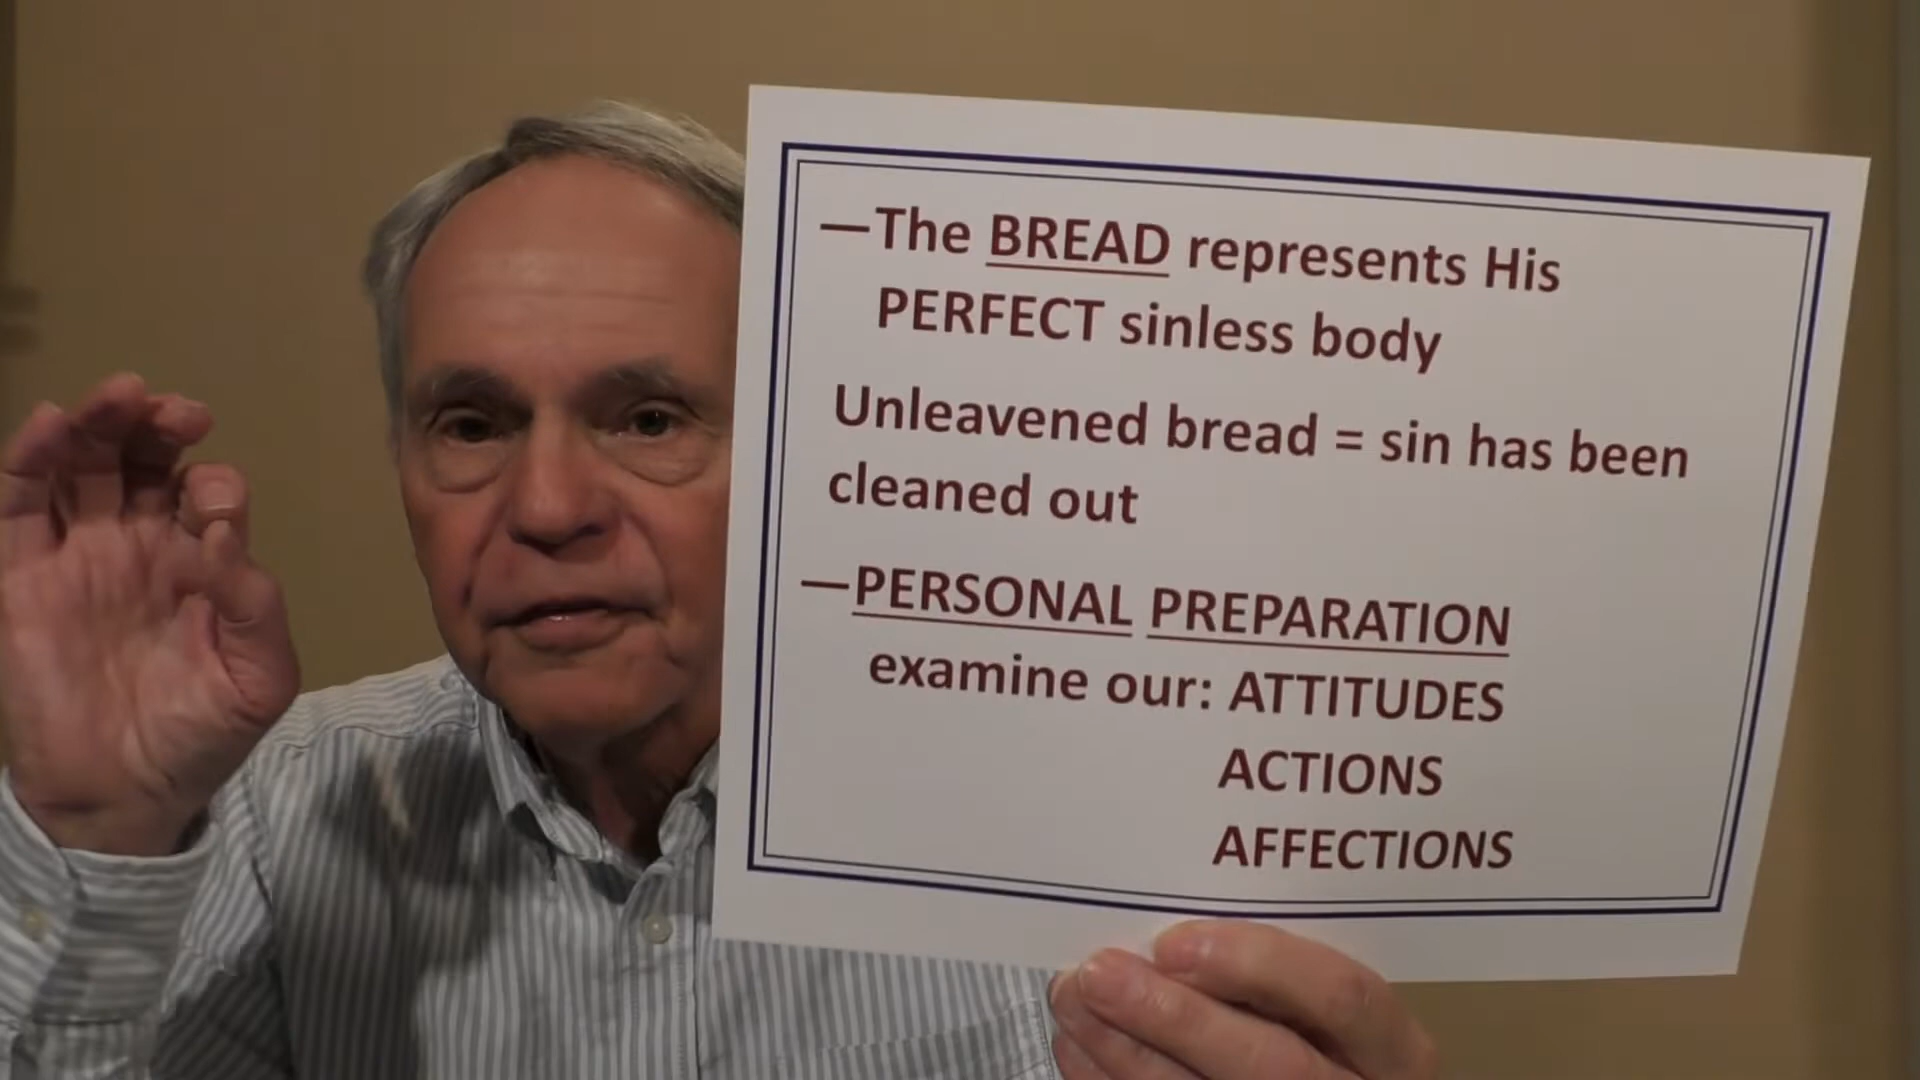 —The BREAD represents His
PERFECT sinless body
Unleavened bread = sin has been
cleaned out
—PERSONAL PREPARATION
examine our: ATTITUDES
ACTIONS
AFFECTIONS